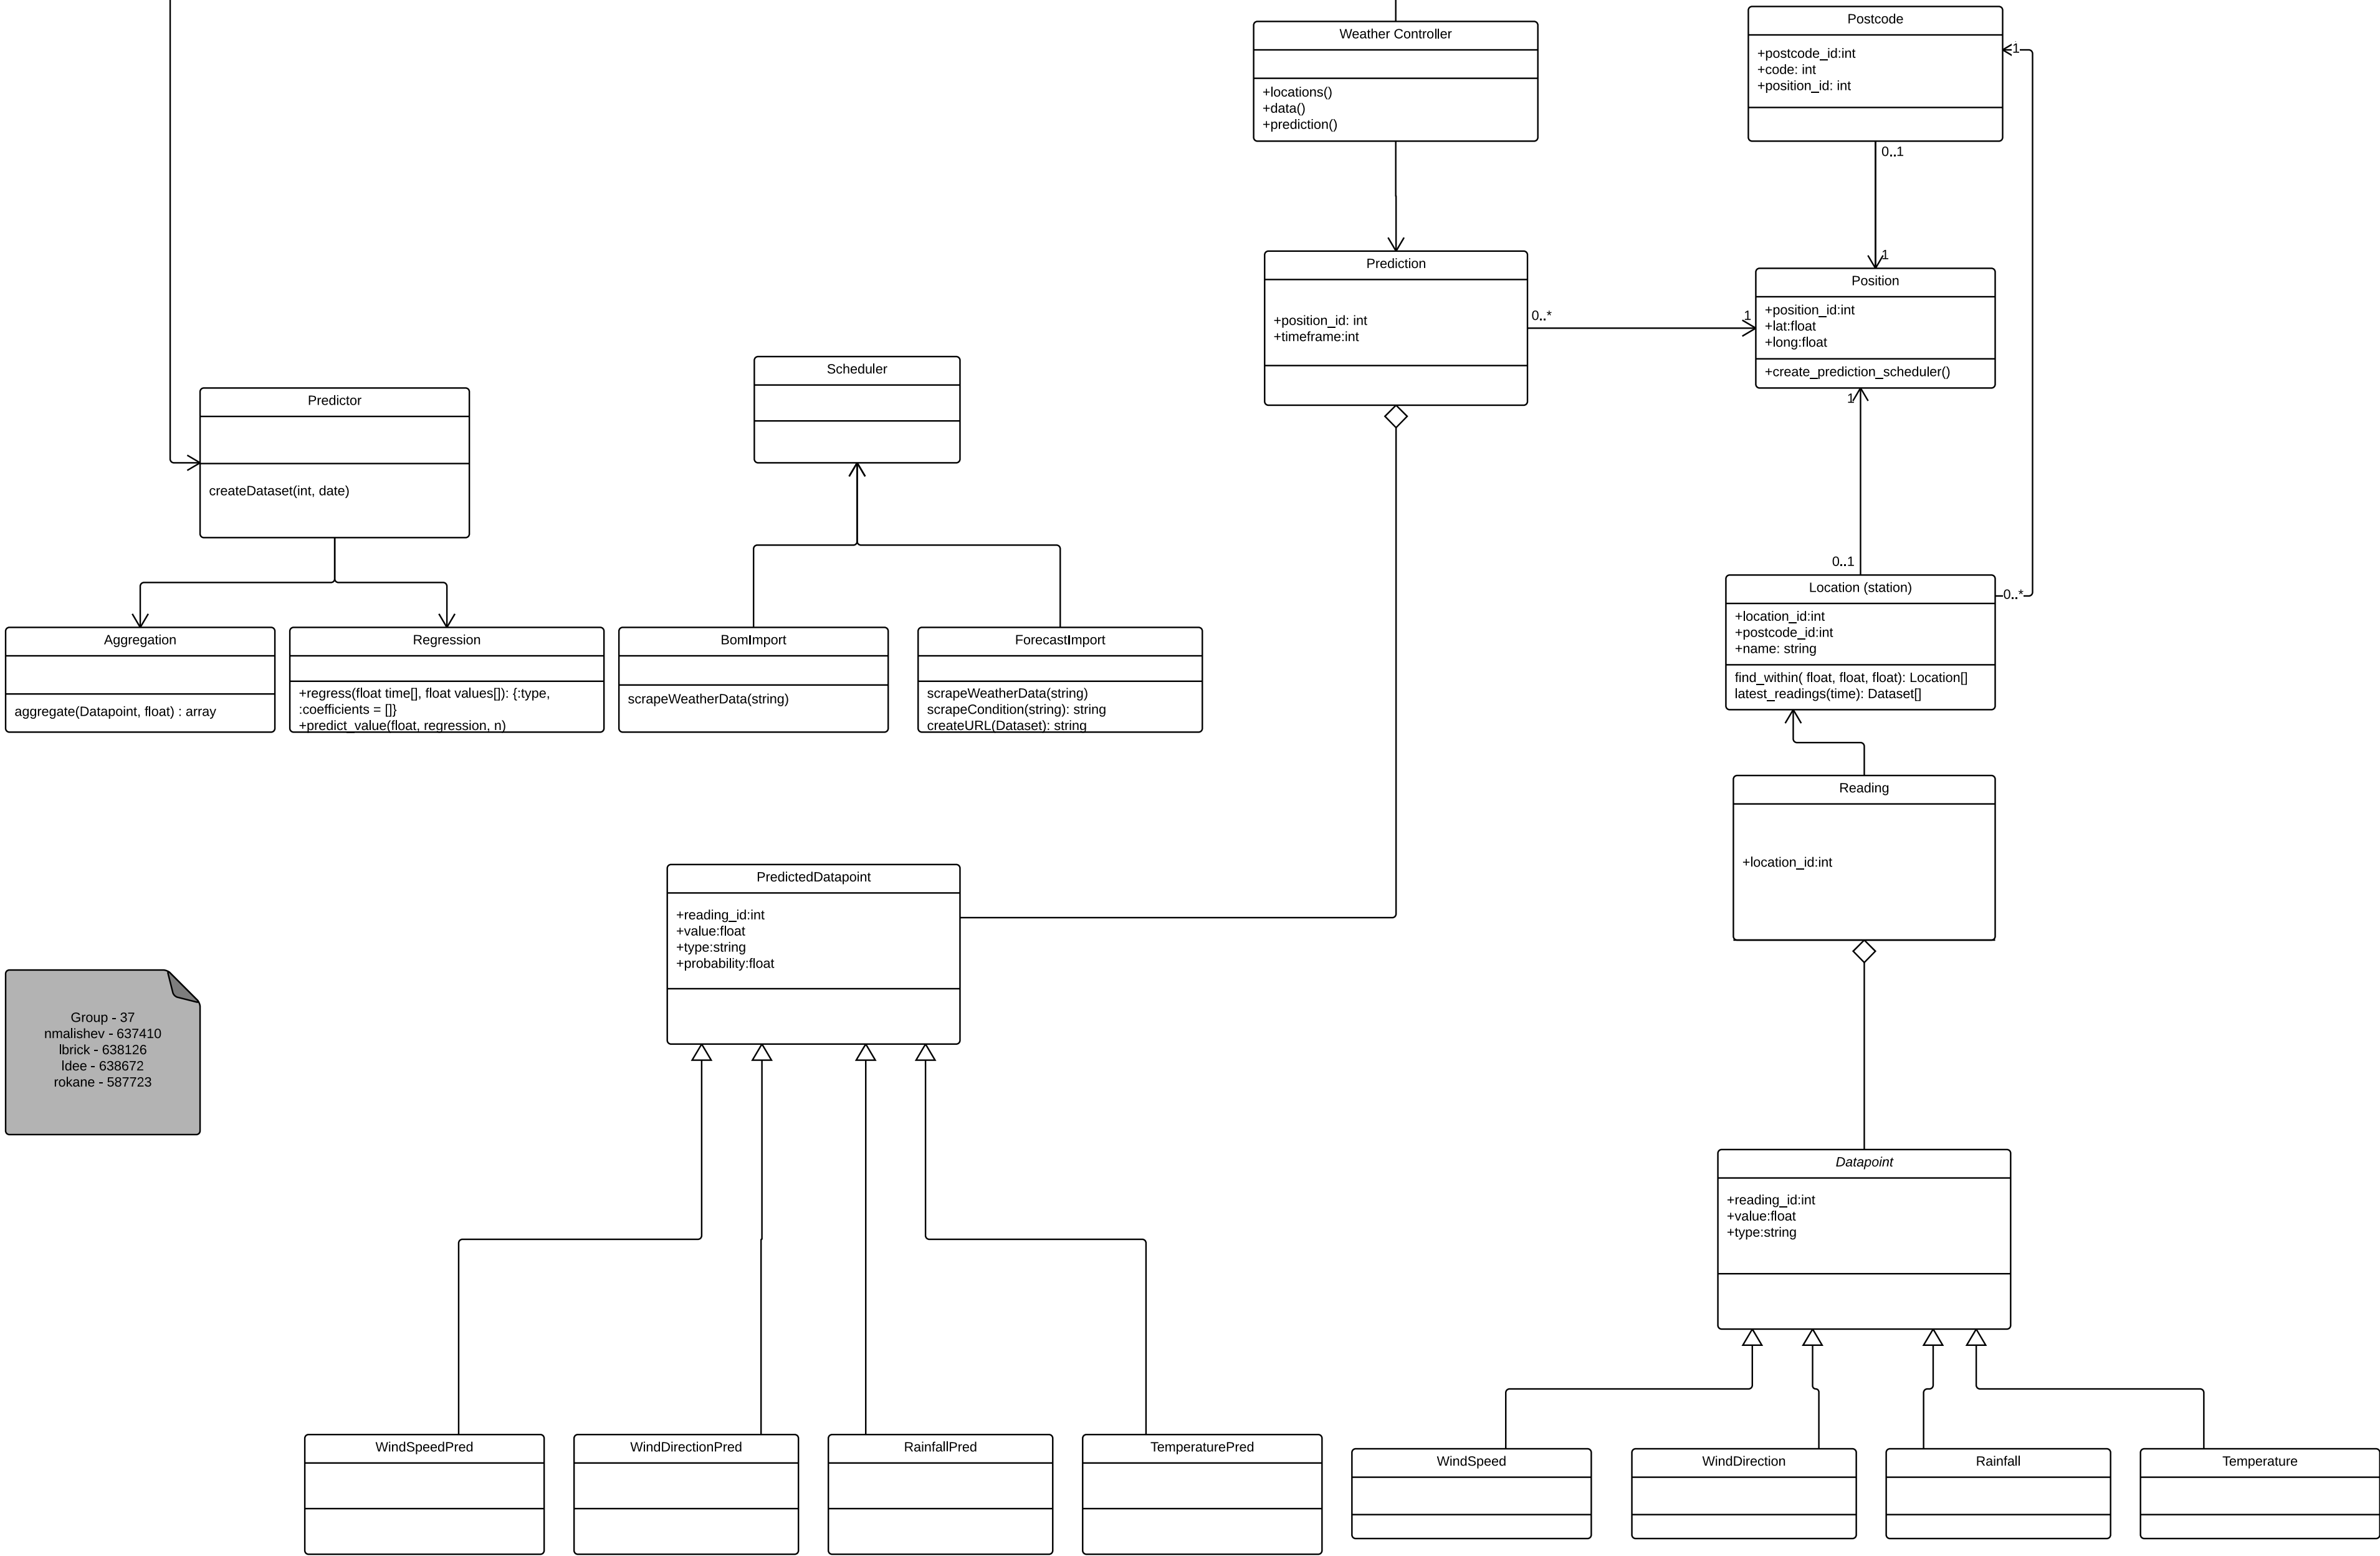 Weather Controller
+locations()
+data()
+prediction()
Postcode
+postcode_id:int
+code: int
+position_id: int
1
0..1
1
Prediction
+position_id: int
+timeframe:int
0..*
1
Position
+position_id:int
+lat:float
+long:float
+create_prediction_scheduler()
1
0..1
Scheduler
Predictor
createDataset(int, date)
Location (station)
+location_id:int
+postcode_id:int
+name: string
find_within( float, float, float): Location[]
latest_readings(time): Dataset[]
0..*
Aggregation
aggregate(Datapoint, float) : array
Regression
+regress(float time[], float values[]): {:type,
:coefficients = []}
+predict_value(float, regression, n)
BomImport
scrapeWeatherData(string)
ForecastImport
scrapeWeatherData(string)
scrapeCondition(string): string
createURL(Dataset): string
Reading
+location_id:int
PredictedDatapoint
+reading_id:int
+value:float
+type:string
+probability:float
Group - 37
nmalishev - 637410
lbrick - 638126
ldee - 638672
rokane - 587723
Datapoint
+reading_id:int
+value:float
+type:string
WindSpeedPred
WindDirectionPred
RainfallPred
TemperaturePred
WindSpeed
WindDirection
Rainfall
Temperature